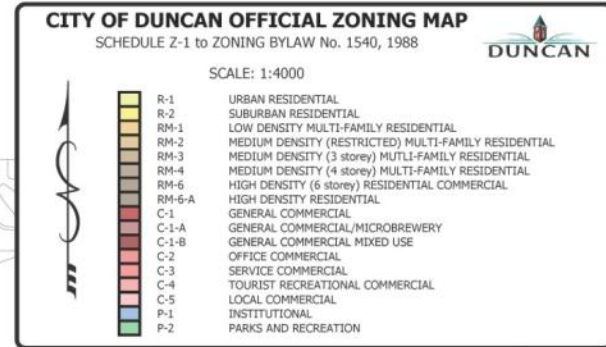 CITY OF DUNCAN OFFICIAL ZONING MAP
SCHEDULE Z-1 to ZONING BYLAW No. 1540, 1988
DUNCAN
SCALE: 1:4000
R-1 URBAN RESIDENTIAL
R-2 SUBURBAN RESIDENTIAL
RM-1 LOW DENSITY MULTI-FAMILY RESIDENTIAL
RM-2 MEDIUM DENSITY (RESTRICTED) MULTI-FAMILY RESIDENTIAL
RM-3 MEDIUM DENSITY (3 storey) MUTLI-FAMILY RESIDENTIAL
RM-4 MEDIUM DENSITY (4 storey) MULTI-FAMILY RESIDENTIAL
RM-6 HIGH DENSITY (6 storey) RESIDENTIAL COMMERCIAL
RM-6-A HIGH DENSITY RESIDENTIAL
C-1 GENERAL COMMERCIAL
C-1-A GENERAL COMMERCIAL/MICROBREWERY
C-1-B GENERAL COMMERCIAL MIXED USE
C-2 OFFICE COMMERCIAL
C-3 SERVICE COMMERCIAL
C-4 TOURIST RECREATIONAL COMMERCIAL
C-5 LOCAL COMMERCIAL
P-1 INSTITUTIONAL
P-2 PARKS AND RECREATION